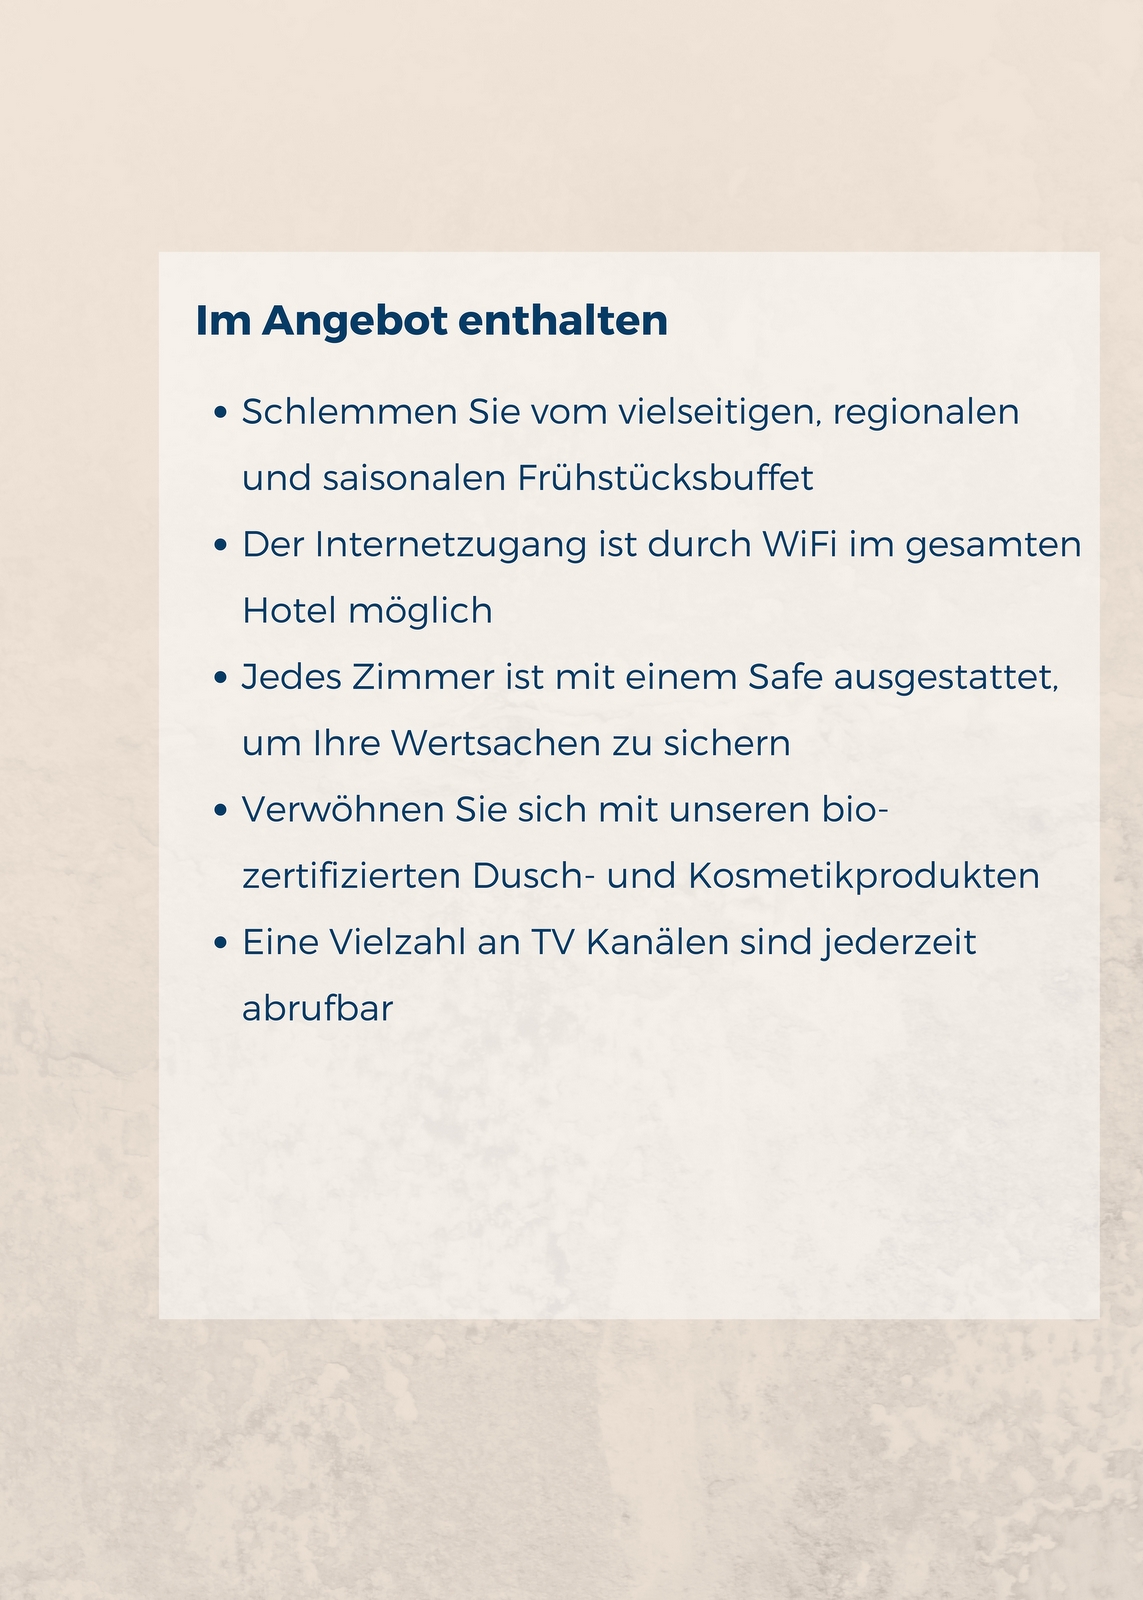 Im Angebot enthalten
• Schlemmen Sie vom vielseitigen, regionalen
und saisonalen Frühstücksbuffet
• Der Internetzugang ist durch WiFi im gesamten
Hotel möglich
• Jedes Zimmer ist mit einem Safe ausgestattet,
um Ihre Wertsachen zu sichern
• Verwöhnen Sie sich mit unseren bio-
zertifizierten Dusch- und Kosmetikprodukten
• Eine Vielzahl an TV Kanälen sind jederzeit
abrufbar